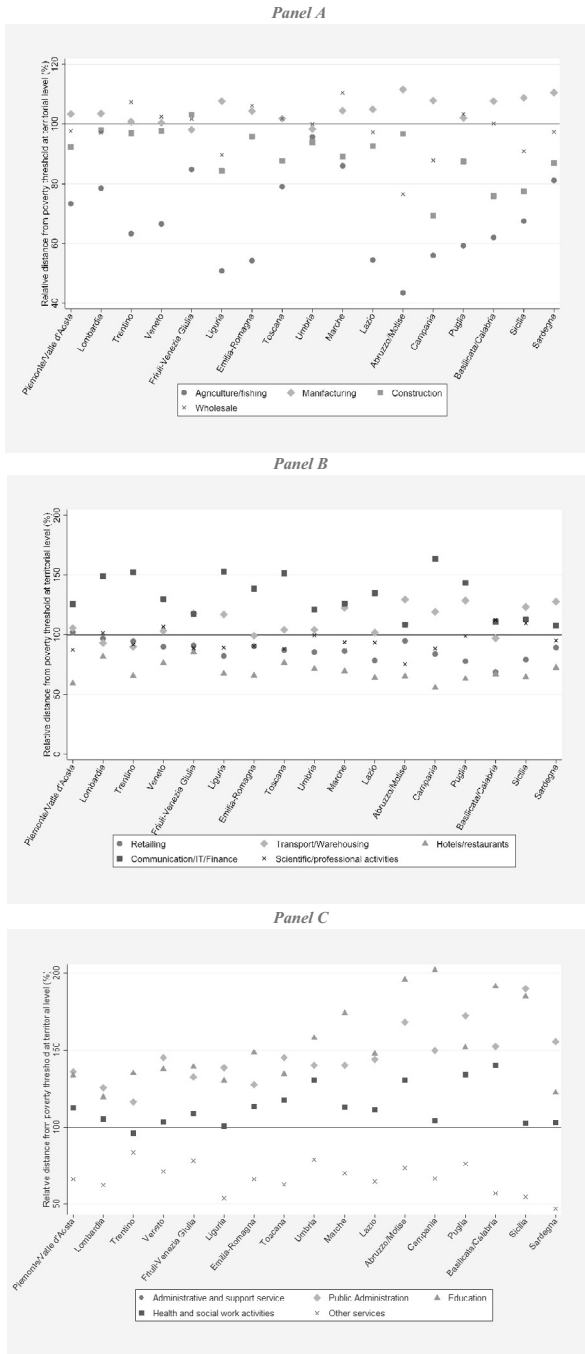 Panel A
Relative distance from poverty threshold at territorial level (%)
120
100
80
60
40
Piemonte/Valle d'Aosta
Lombardia
Trentino
Veneto
Friuli-Venezia Giulia
Liguria
Emilia-Romagna
Toscana
Umbria
Marche
Lazio
Abruzzo/Molise
Campania
Puglia
Basilicata/Calabria
Sicilia
Sardegna
Agriculture/fishing
Manifacturing
Construction
Wholesale
Panel B
Relative distance from poverty threshold at territorial level (%)
200
150
100
50
0
Piemonte/Valle d'Aosta
Lombardia
Trentino
Veneto
Friuli-Venezia Giulia
Liguria
Emilia-Romagna
Toscana
Umbria
Marche
Lazio
Abruzzo/Molise
Campania
Puglia
Basilicata/Calabria
Sicilia
Sardegna
Retailing
Transport/Warehousing
Hotels/restaurants
Communication/IT/Finance
Scientific/professional activities
Panel C
Relative distance from poverty threshold at territorial level (%)
200
150
100
50
Piemonte/Valle d'Aosta
Lombardia
Trentino
Veneto
Friuli-Venezia Giulia
Liguria
Emilia-Romagna
Toscana
Umbria
Marche
Lazio
Abruzzo/Molise
Campania
Puglia
Basilicata/Calabria
Sicilia
Sardegna
Administrative and support service
Public Administration
Education
Health and social work activities
Other services